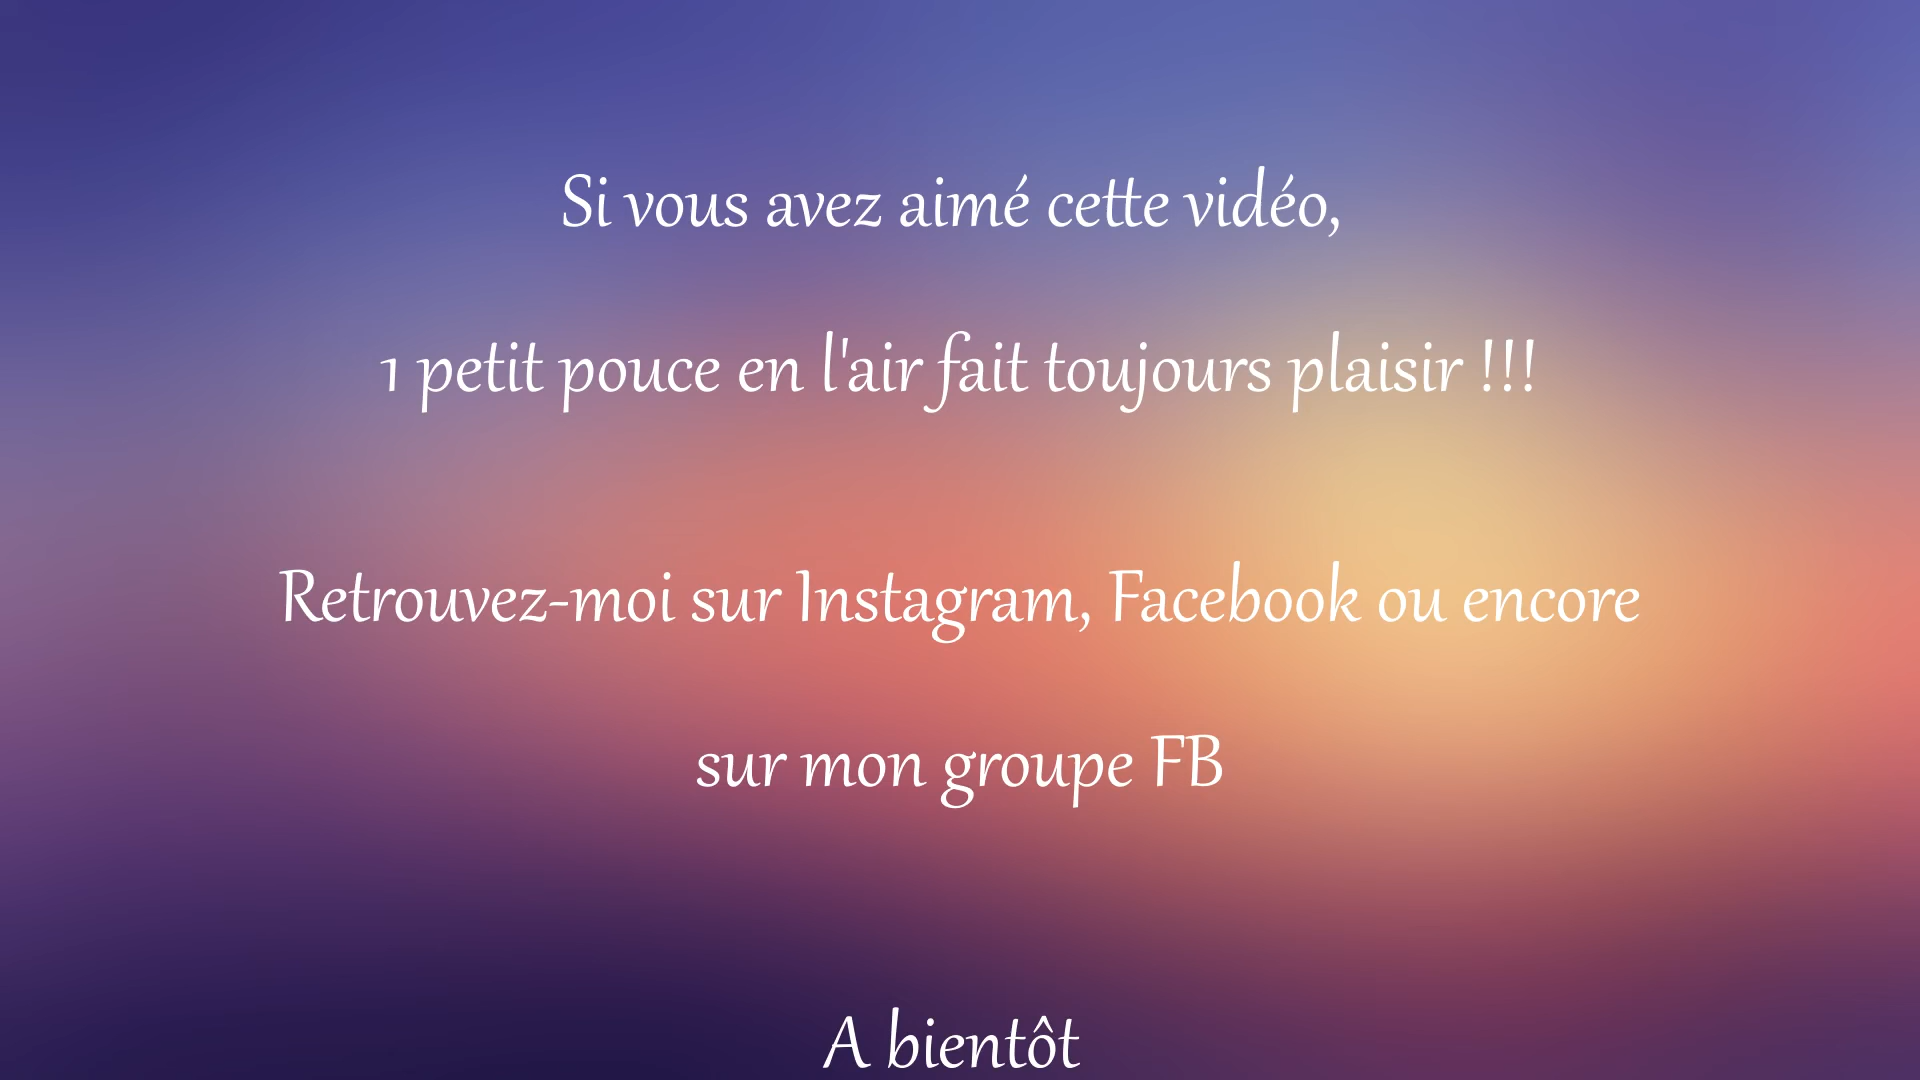 Si vous avez aimé cette vidéo,
1 petit pouce en l'air fait toujours plaisir !!!
Retrouvez-moi sur Instagram, Facebook ou encore
sur mon groupe FB
A bientôt